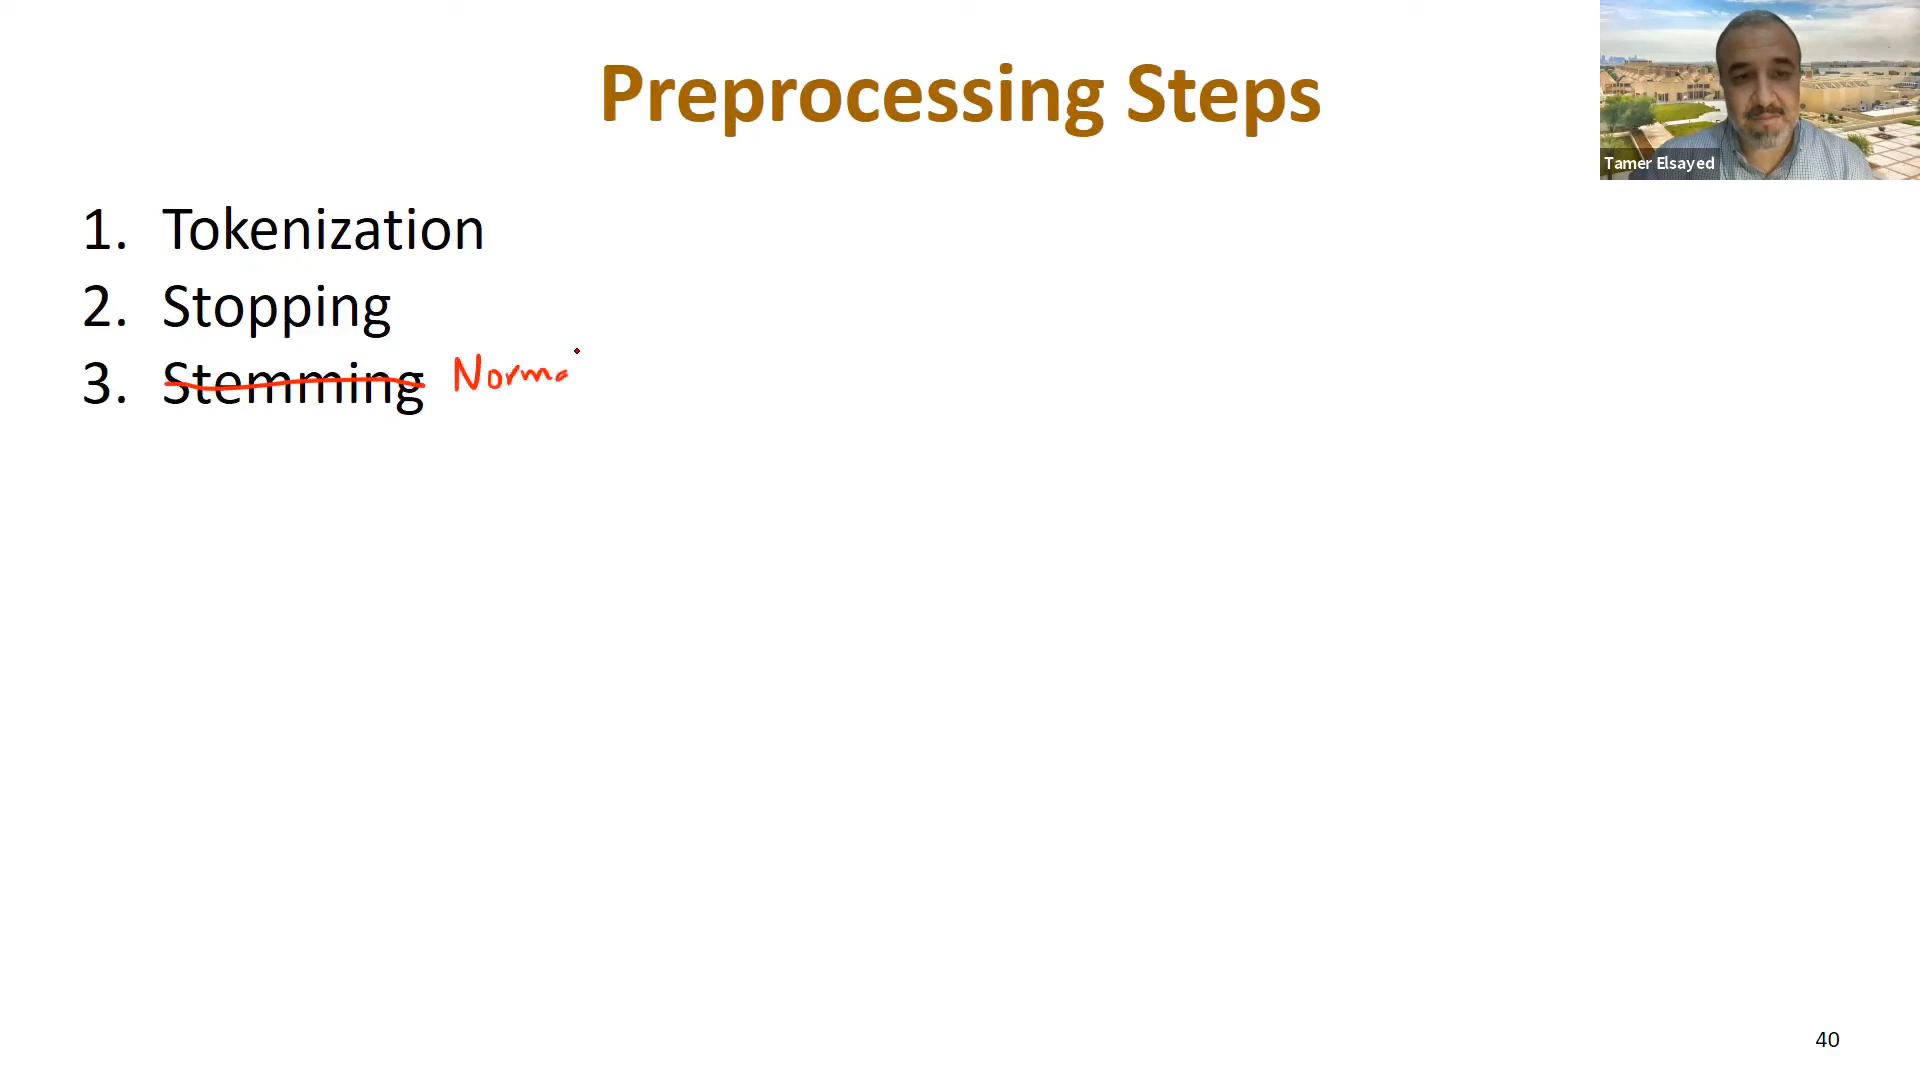 Preprocessing Steps
Tamer Elsayed
1. Tokenization
2. Stopping
3. Stemming Norma
40